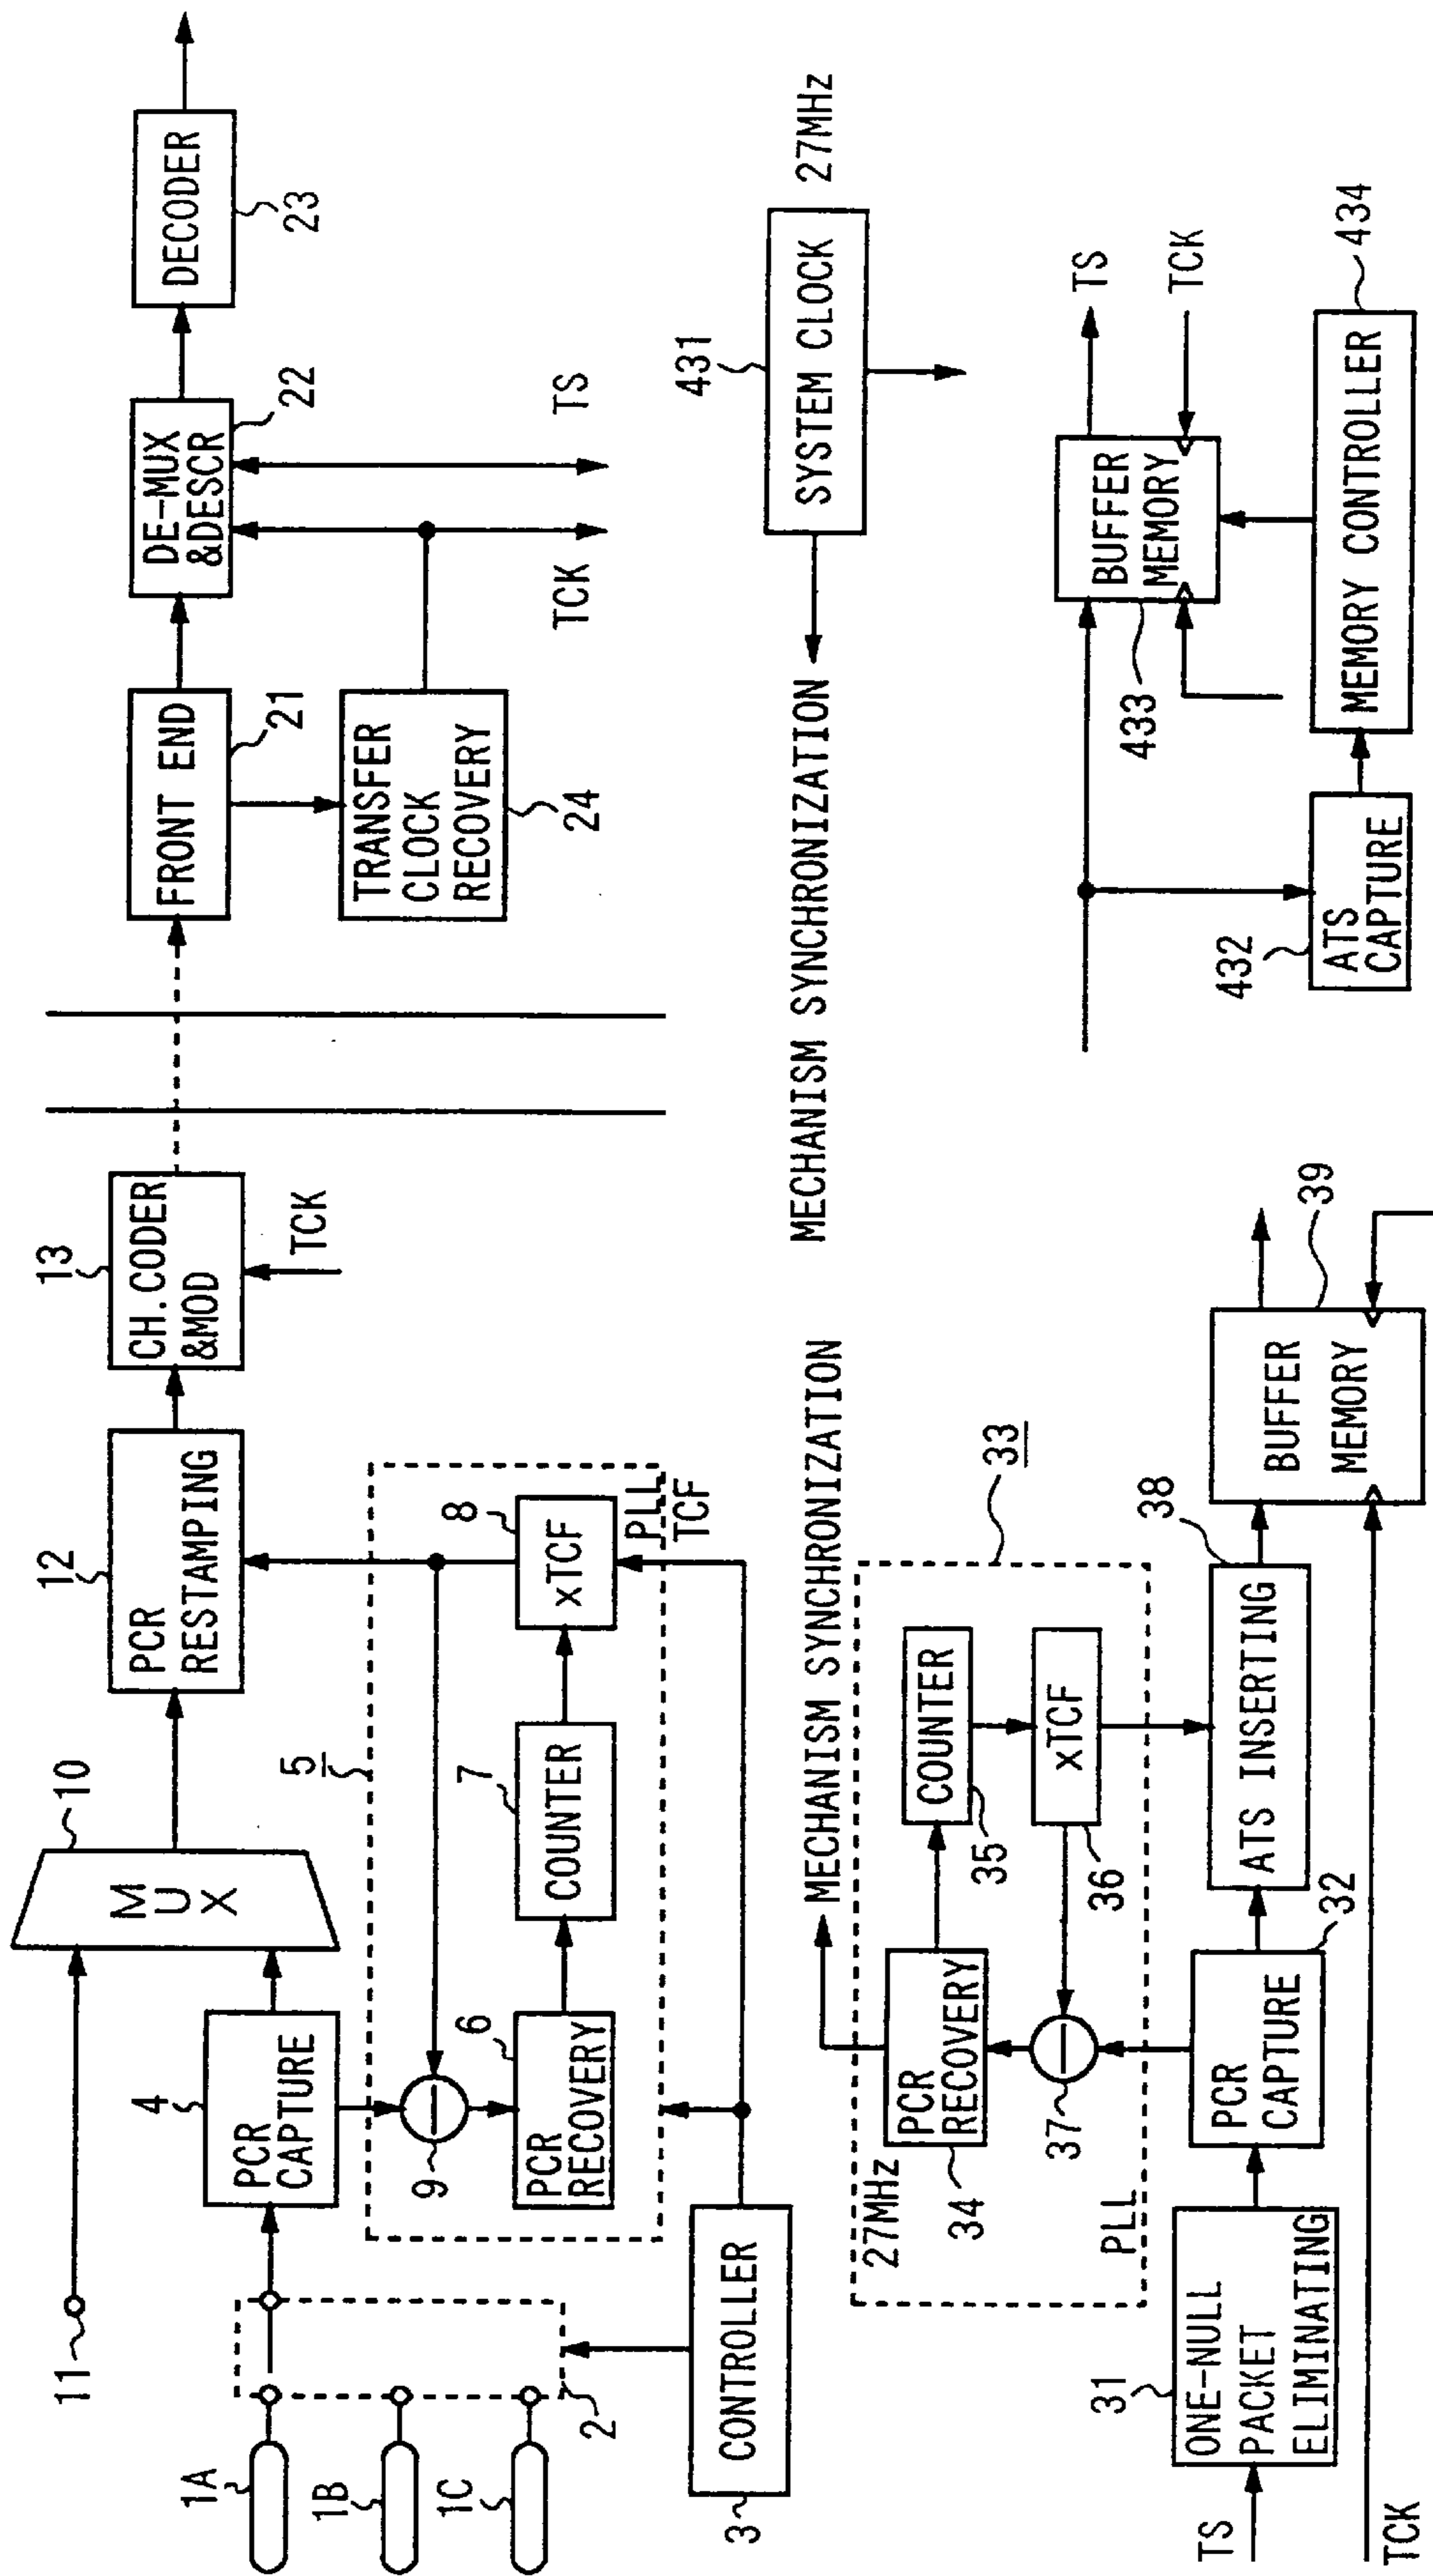 11
10
M
U
X
12
PCR
RESTAMPING
13
CH.CODER
&MOD
TCK
FRONT END
21
DE-MUX
&DESCR
22
DECODER
23
TRANSFER
CLOCK
RECOVERY
24
TCK
TS
1A
1B
1C
2
4
PCR
CAPTURE
5
9
6
PCR
RECOVERY
7
COUNTER
8
xTCF
PLL
TCF
CONTROLLER
3
MECHANISM SYNCHRONIZATION
33
27MHz
PCR
RECOVERY
34
COUNTER
35
xTCF
36
37
PLL
TS
31
ONE-NULL
PACKET
ELIMINATING
PCR
CAPTURE
32
ATS INSERTING
38
BUFFER
MEMORY
39
TCK
MECHANISM SYNCHRONIZATION
431
SYSTEM CLOCK
27MHz
432
ATS
CAPTURE
433
BUFFER
MEMORY
TS
TCK
MEMORY CONTROLLER
434